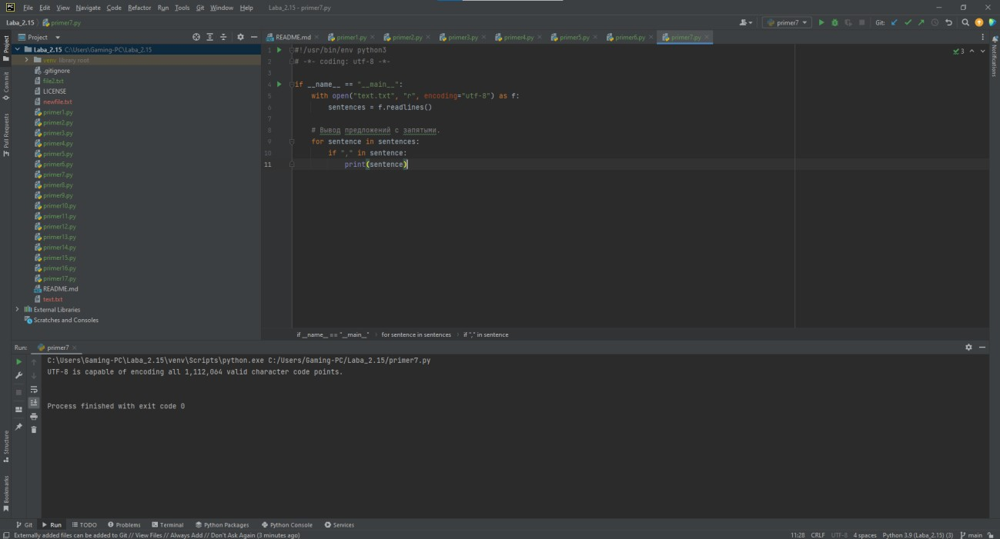 File Edit View Navigate Code Refactor Run Tools Git Window Help Laba_2.15 - primer7.py
Laba_2.15 primer7.py
primer7
Git:
Project
README.md primer1.py primer2.py primer3.py primer4.py primer5.py primer6.py primer7.py
Project
Commit
Pull Requests
Structure
Bookmarks
Notifications
Laba_2.15 C:\Users\Gaming-PC\Laba_2.15
venv library root
.gitignore
file2.txt
LICENSE
newfile.txt
primer1.py
primer2.py
primer3.py
primer4.py
primer5.py
primer6.py
primer7.py
primer8.py
primer9.py
primer10.py
primer11.py
primer12.py
primer13.py
primer14.py
primer15.py
primer16.py
primer17.py
README.md
text.txt
External Libraries
Scratches and Consoles
3
1 #!/usr/bin/env python3
2 # -*- coding: utf-8 -*-
3
4 if __name__ == "__main__":
5 with open("text.txt", "r", encoding="utf-8") as f:
6 sentences = f.readlines()
7
8 # Вывод предложений с запятыми.
9 for sentence in sentences:
10 if "," in sentence:
11 print(sentence)
if __name__ == "__main__" › for sentence in sentences › if "," in sentence
Run: primer7
C:\Users\Gaming-PC\Laba_2.15\venv\Scripts\python.exe C:/Users/Gaming-PC/Laba_2.15/primer7.py
UTF-8 is capable of encoding all 1,112,064 valid character code points.
Process finished with exit code 0
Git Run TODO Problems Terminal Python Packages Python Console Services
Externally added files can be added to Git // View Files // Always Add // Don't Ask Again (3 minutes ago)
11:28 CRLF UTF-8 4 spaces Python 3.9 (Laba_2.15) (3) main